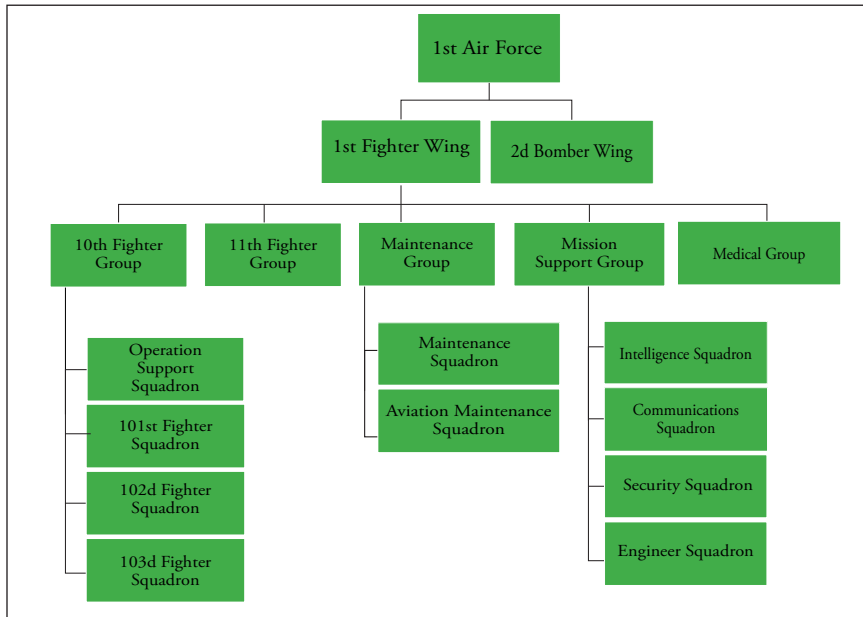 1st Air Force
1st Fighter Wing
2d Bomber Wing
10th Fighter
Group
11th Fighter
Group
Maintenance
Group
Mission
Support Group
Medical Group
Operation
Support
Squadron
101st Fighter
Squadron
102d Fighter
Squadron
103d Fighter
Squadron
Maintenance
Squadron
Aviation Maintenance
Squadron
Intelligence Squadron
Communications
Squadron
Security Squadron
Engineer Squadron